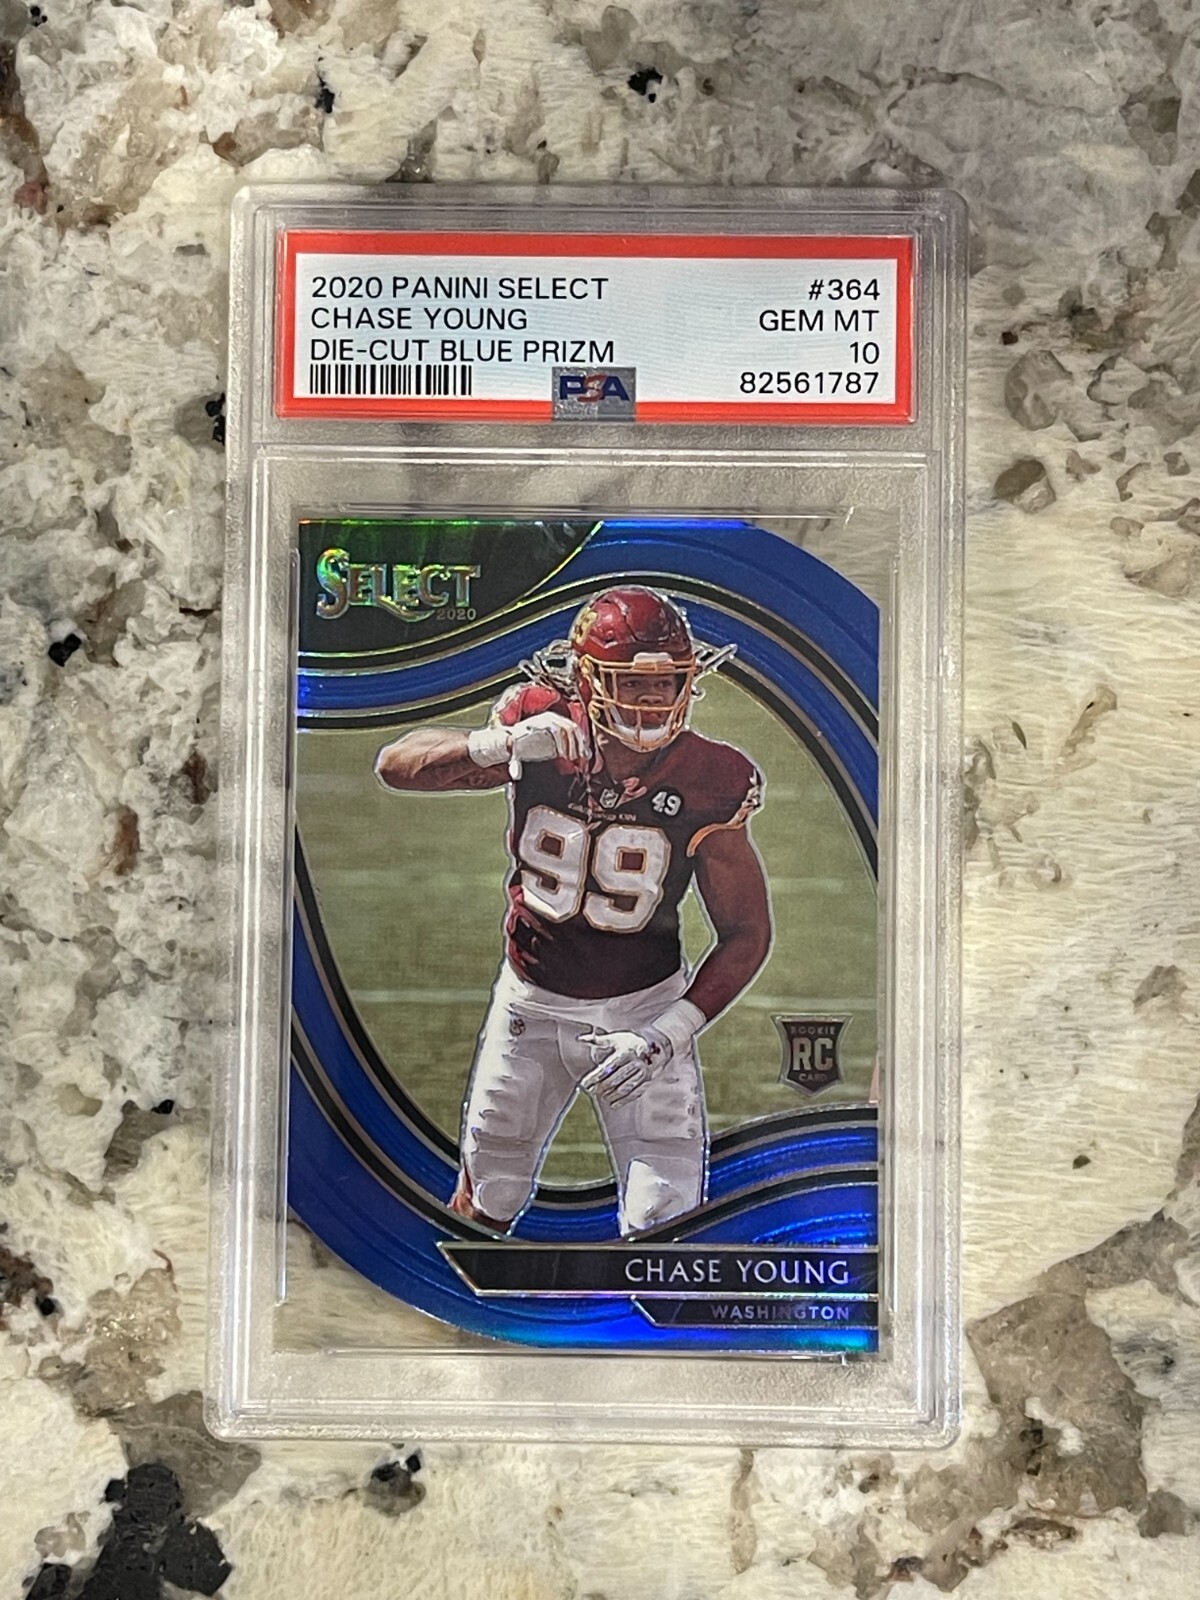 2020 PANINI SELECT #364
CHASE YOUNG GEM MT
DIE-CUT BLUE PRIZM 10
PSA 82561787
SELECT
2020
49
WASHINGTON
99
ROOKIE
RC
CARD
CHASE YOUNG
WASHINGTON